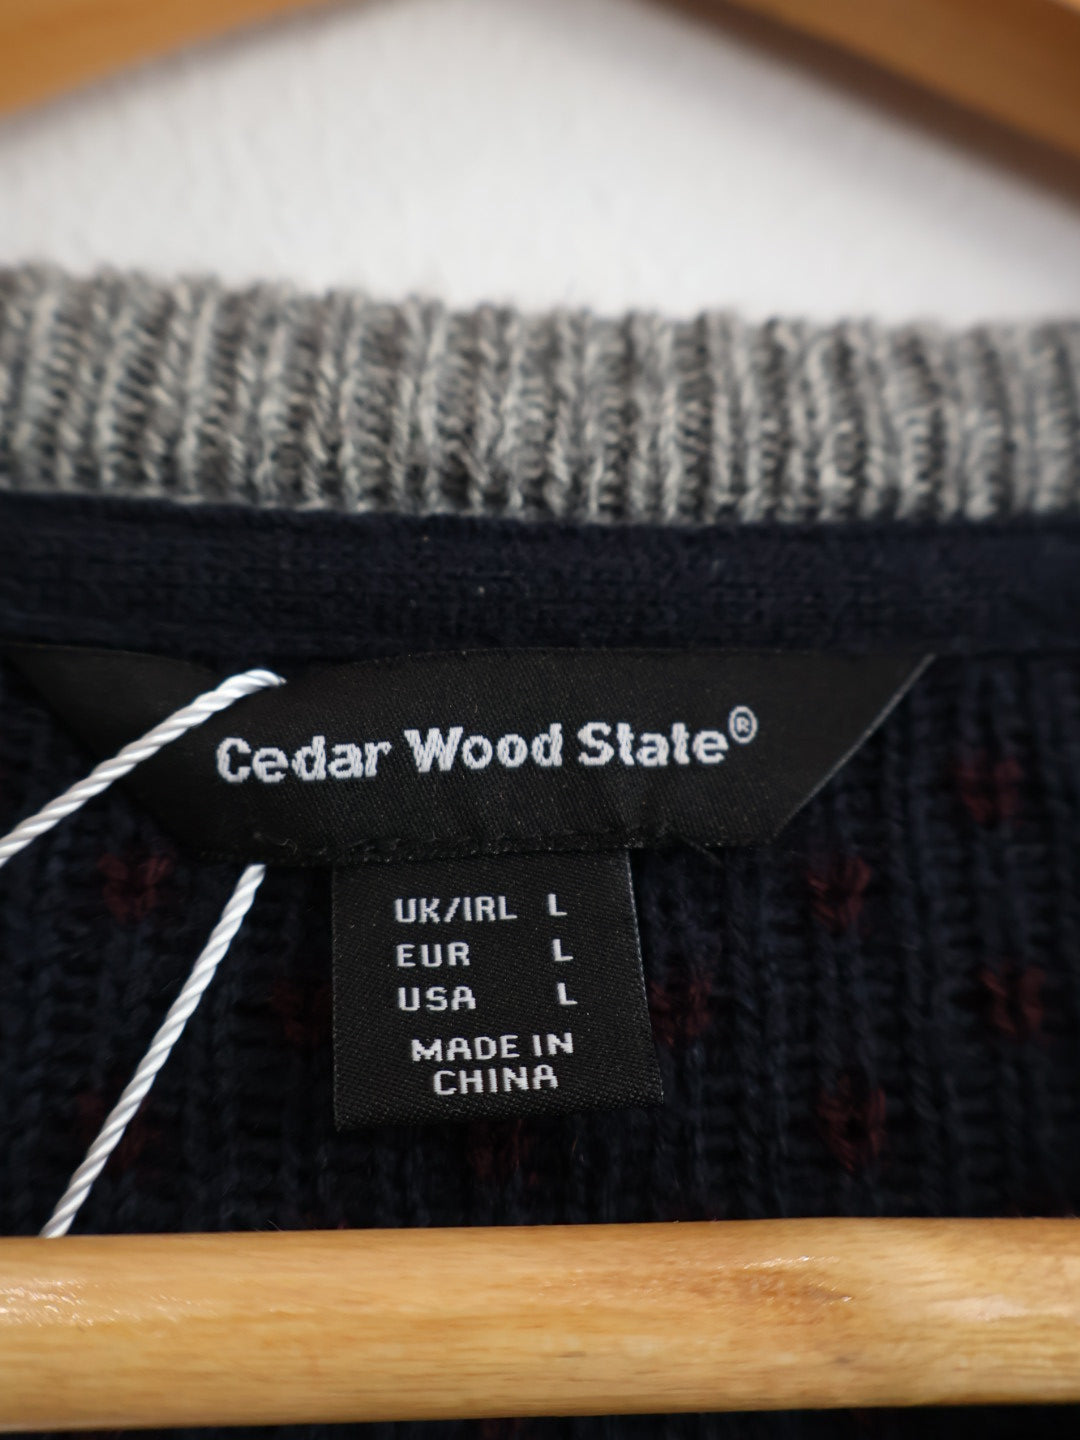 Cedar Wood State®
UK/IRL L
EUR L
USA L
MADE IN
CHINA